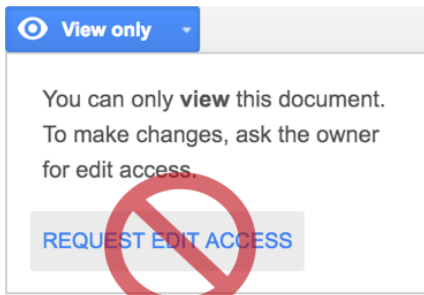 View only
You can only view this document.
To make changes, ask the owner
for edit access.
REQUEST EDIT ACCESS